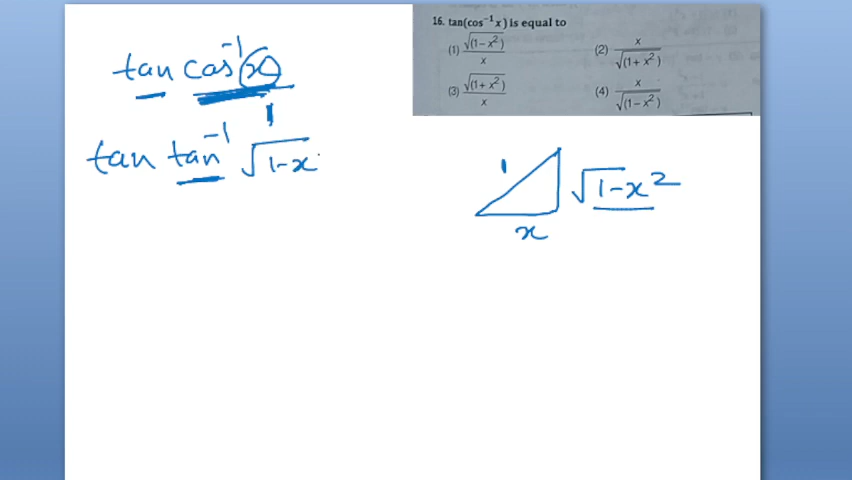 16. tan(cos⁻¹x) is equal to
(1) √(1−x²)/x (2) x/√(1+x²)
(3) √(1+x²)/x (4) x/√(1−x²)
tan cos⁻¹(x)
1
tan tan⁻¹ √1-x
1
√1-x²
x